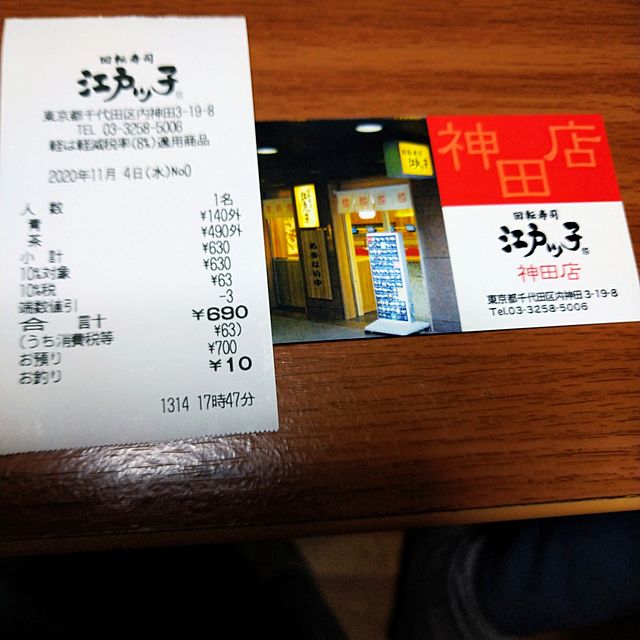 回転寿司
江戸ッ子
東京都千代田区内神田3-19-8
TEL 03-3258-5006
軽は軽減税率(8%)適用商品
2020年11月 4日(水)No0
人 数 1名
青 ¥140外
茶 ¥490外
小 計 ¥630
10%対象 ¥630
10%税 ¥63
端数値引 -3
合 計 ¥690
(うち消費税等 ¥63)
お預り ¥700
お釣り ¥10
1314 17時47分
神田店
回転寿司
江戸ッ子
神田店
東京都千代田区内神田3-19-8
Tel.03-3258-5006